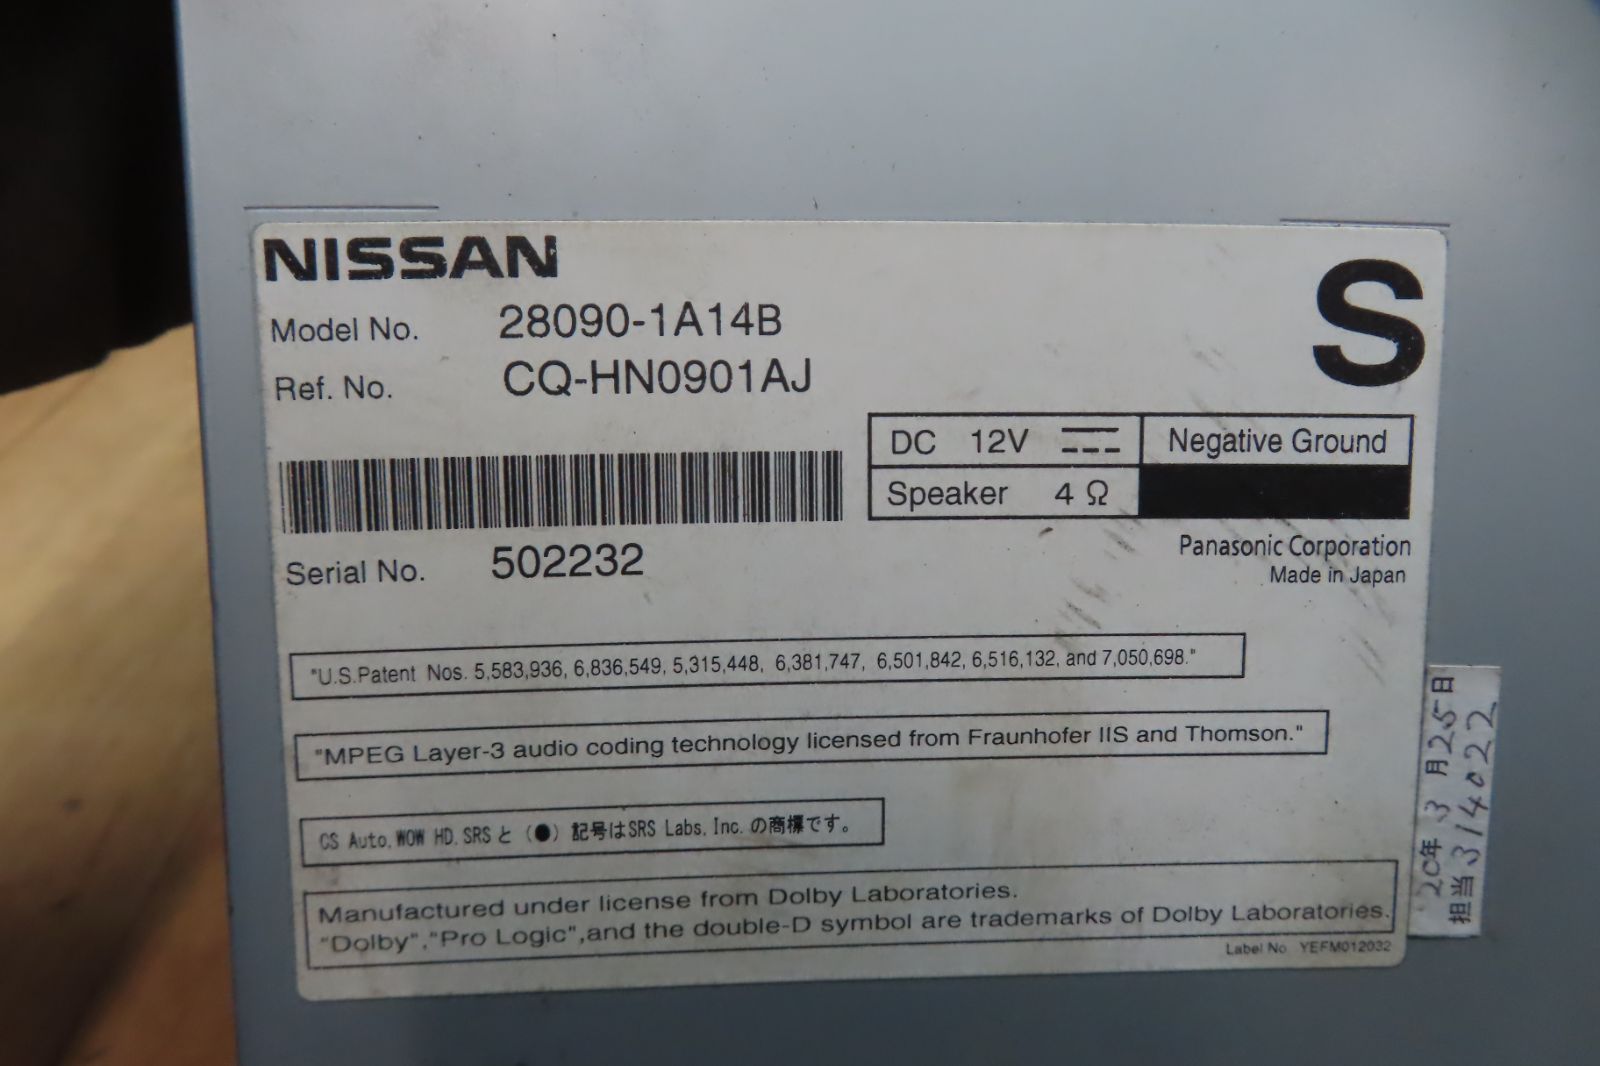 NISSAN
S
Model No. 28090-1A14B
Ref. No. CQ-HN0901AJ
DC 12V Negative Ground
Speaker 4 Ω
Serial No. 502232
Panasonic Corporation
Made in Japan
"U.S.Patent Nos. 5,583,936, 6,836,549, 5,315,448, 6,381,747, 6,501,842, 6,516,132, and 7,050,698."
"MPEG Layer-3 audio coding technology licensed from Fraunhofer IIS and Thomson."
CS Auto, WOW HD, SRSと（●）記号はSRS Labs, Inc. の商標です。
Manufactured under license from Dolby Laboratories.
"Dolby","Pro Logic",and the double-D symbol are trademarks of Dolby Laboratories.
Label No. YEFM012032
20年 3月25日
担当 314022